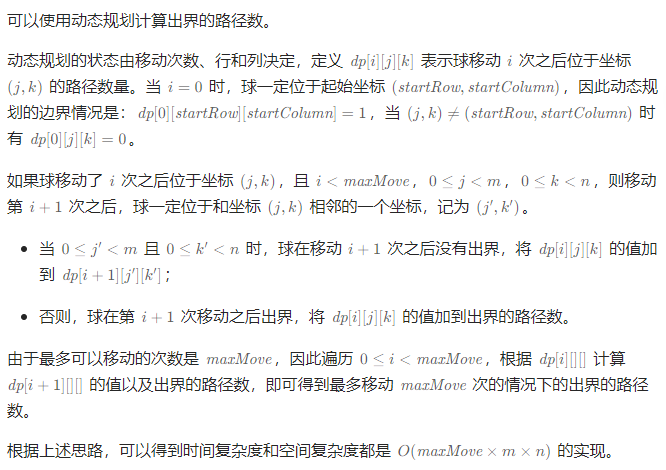 可以使用动态规划计算出界的路径数。
动态规划的状态由移动次数、行和列决定，定义 dp[i][j][k] 表示球移动 i 次之后位于坐标
(j, k) 的路径数量。当 i = 0 时，球一定位于起始坐标 (startRow, startColumn)，因此动态规
划的边界情况是：dp[0][startRow][startColumn] = 1，当 (j, k) ≠ (startRow, startColumn) 时
有 dp[0][j][k] = 0。
如果球移动了 i 次之后位于坐标 (j, k)，且 i < maxMove，0 ≤ j < m，0 ≤ k < n，则移动
第 i + 1 次之后，球一定位于和坐标 (j, k) 相邻的一个坐标，记为 (j′, k′)。
• 当 0 ≤ j′ < m 且 0 ≤ k′ < n 时，球在移动 i + 1 次之后没有出界，将 dp[i][j][k] 的值加
到 dp[i + 1][j′][k′]；
• 否则，球在第 i + 1 次移动之后出界，将 dp[i][j][k] 的值加到出界的路径数。
由于最多可以移动的次数是 maxMove，因此遍历 0 ≤ i < maxMove，根据 dp[i][][] 计算
dp[i + 1][][] 的值以及出界的路径数，即可得到最多移动 maxMove 次的情况下的出界的路径
数。
根据上述思路，可以得到时间复杂度和空间复杂度都是 O(maxMove × m × n) 的实现。